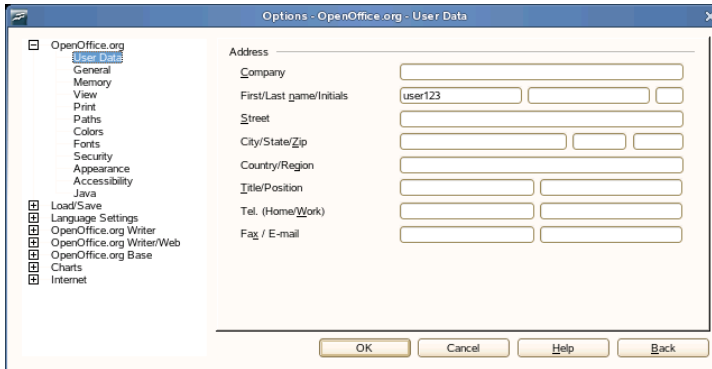 Options - OpenOffice.org - User Data
OpenOffice.org
User Data
General
Memory
View
Print
Paths
Colors
Fonts
Security
Appearance
Accessibility
Java
Load/Save
Language Settings
OpenOffice.org Writer
OpenOffice.org Writer/Web
OpenOffice.org Base
Charts
Internet
Address
Company
First/Last name/Initials user123
Street
City/State/Zip
Country/Region
Title/Position
Tel. (Home/Work)
Fax / E-mail
OK Cancel Help Back